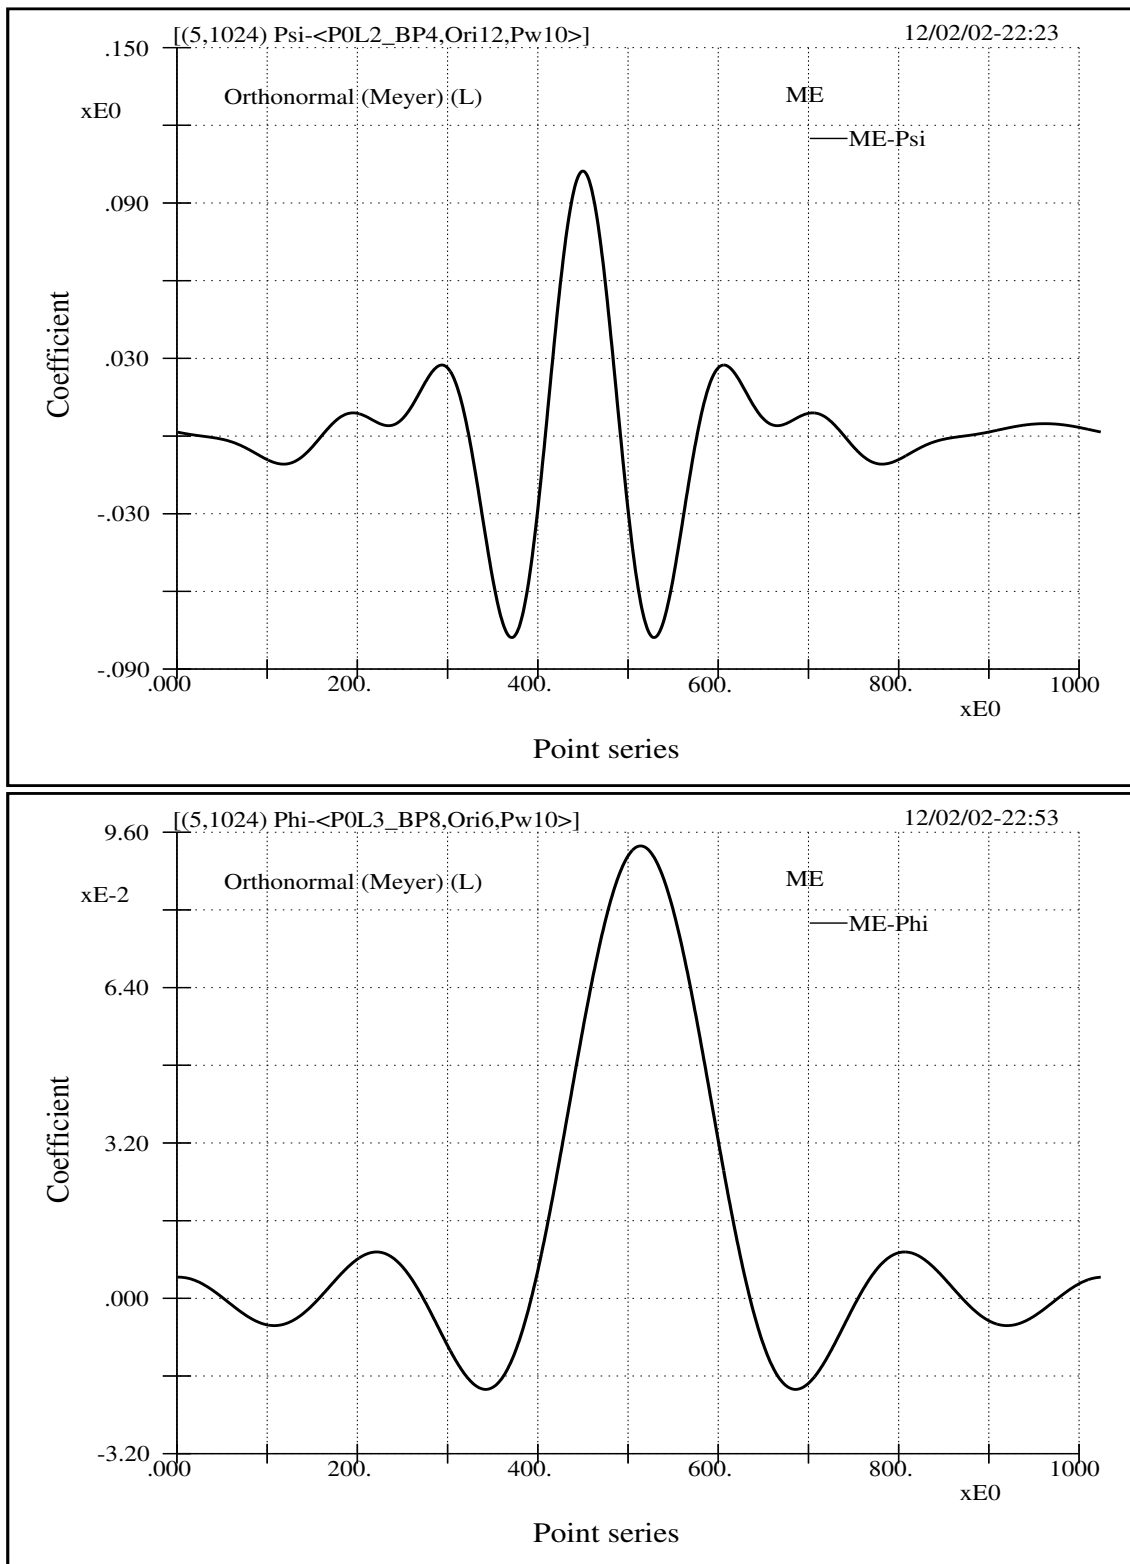 [(5,1024) Psi-<P0L2_BP4,Ori12,Pw10>] 12/02/02-22:23
.150
Orthonormal (Meyer) (L) ME
xE0
ME-Psi
.090
.030
Coefficient
-.030
-.090
.000 200. 400. 600. 800. 1000
xE0
Point series
[(5,1024) Phi-<P0L3_BP8,Ori6,Pw10>] 12/02/02-22:53
9.60
Orthonormal (Meyer) (L) ME
xE-2
ME-Phi
6.40
3.20
Coefficient
.000
-3.20
.000 200. 400. 600. 800. 1000
xE0
Point series